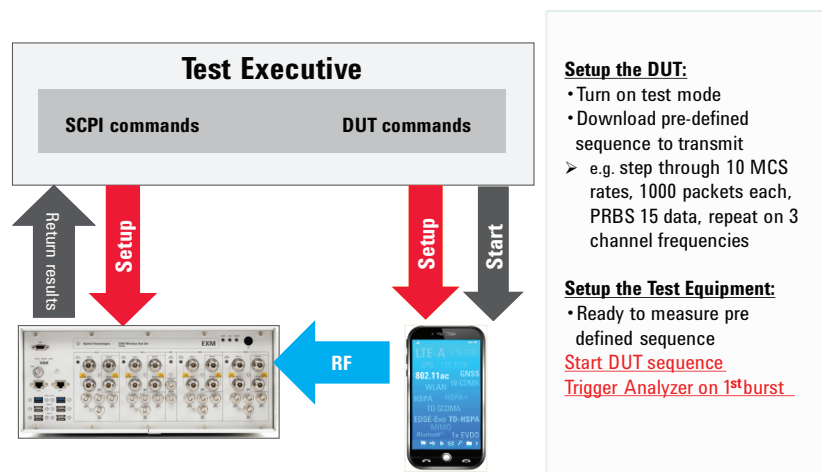 Test Executive
SCPI commands
DUT commands
Return results
Setup
Setup
Start
RF
Agilent Technologies
EXM
LTE-A
802.11ac
GNSS
W-CDMA
WLAN
HSPA
HSPA+
TD-SCDMA
EDGE-Evo TD-HSPA
MIMO
Bluetooth®
1x EVDO
Setup the DUT:
• Turn on test mode
• Download pre-defined
sequence to transmit
➢ e.g. step through 10 MCS
rates, 1000 packets each,
PRBS 15 data, repeat on 3
channel frequencies
Setup the Test Equipment:
• Ready to measure pre
defined sequence
Start DUT sequence
Trigger Analyzer on 1st burst